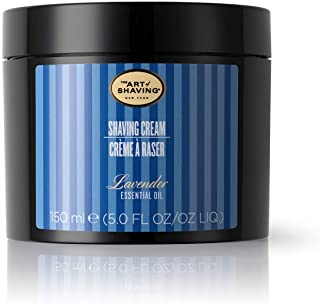 THE ART of
SHAVING®
NEW YORK
SHAVING CREAM
CRÈME À RASER
Lavender
ESSENTIAL OIL
150 ml ℮ (5.0 FL OZ/OZ LIQ.)